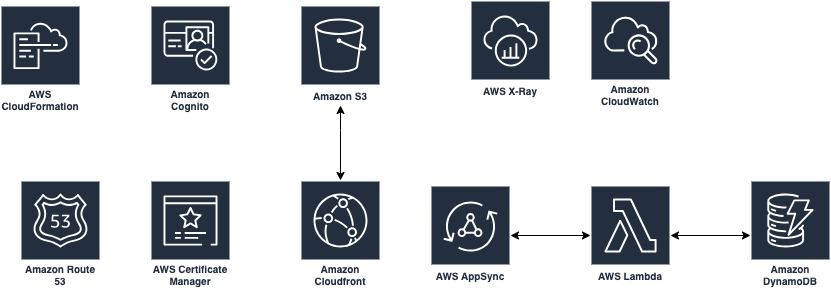 AWS
CloudFormation
Amazon
Cognito
Amazon S3
AWS X-Ray
Amazon
CloudWatch
53
Amazon Route
53
AWS Certificate
Manager
Amazon
Cloudfront
AWS AppSync
AWS Lambda
Amazon
DynamoDB